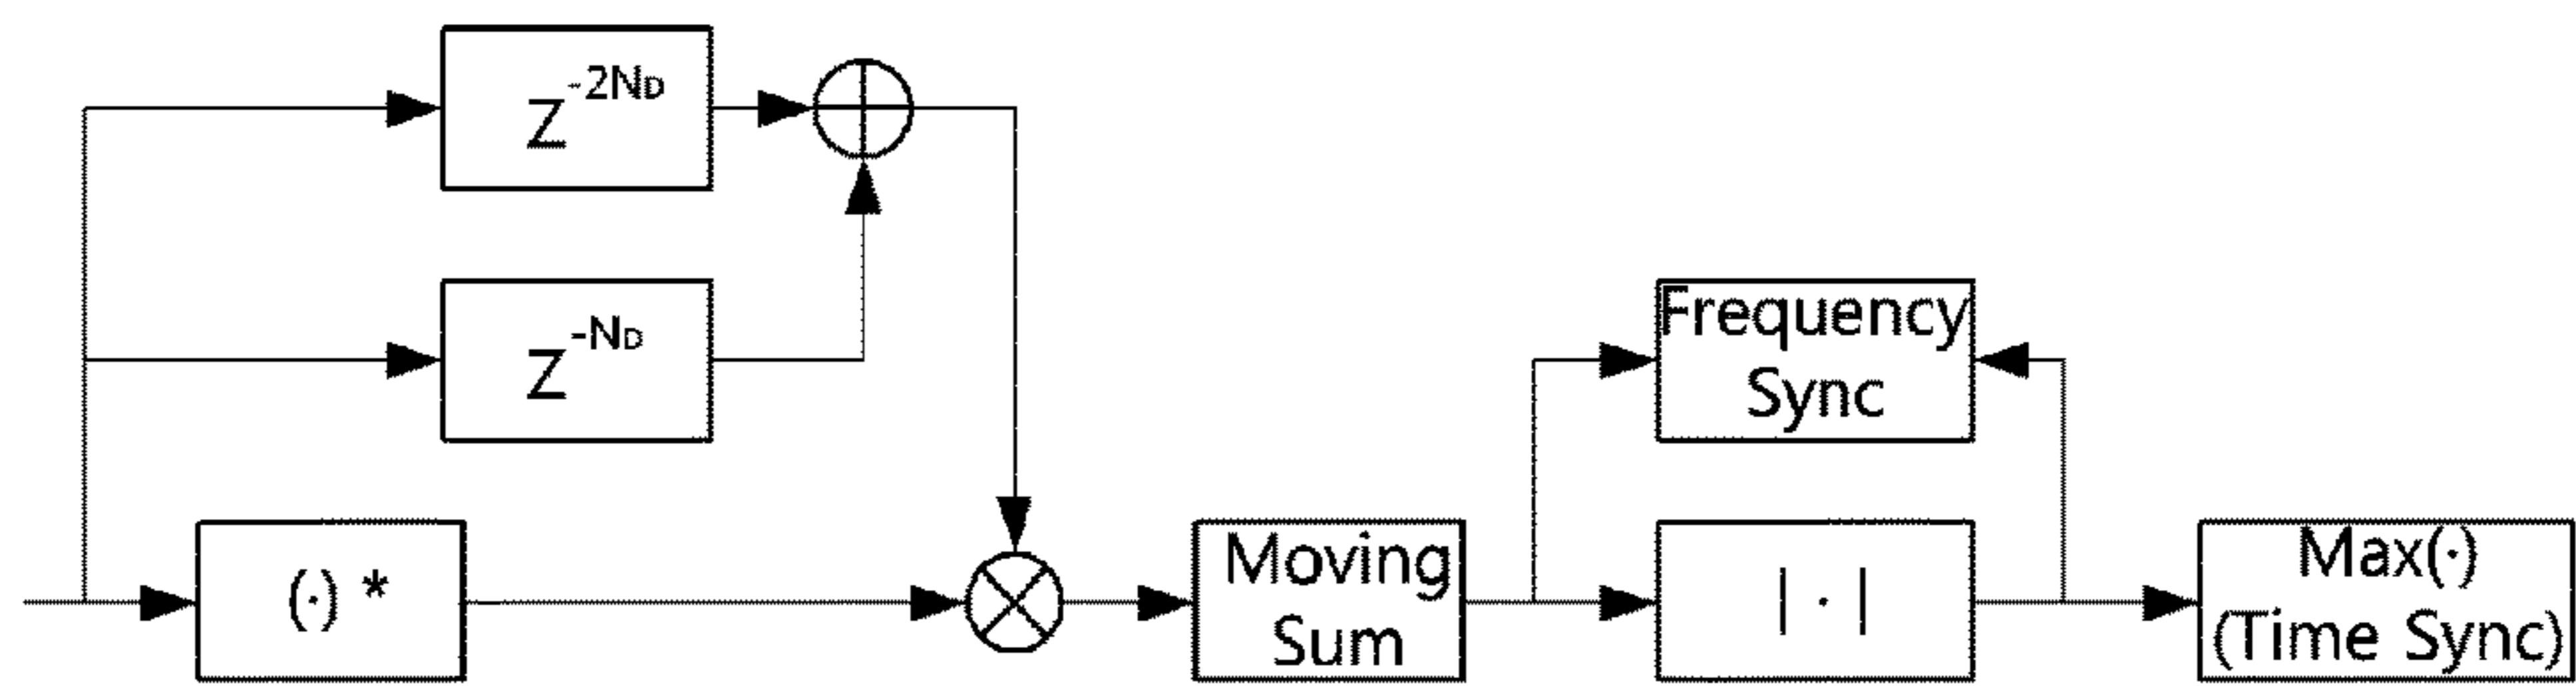 Z^-2ND
Z^-ND
Frequency
Sync
(·) *
Moving
Sum
| · |
Max(·)
(Time Sync)